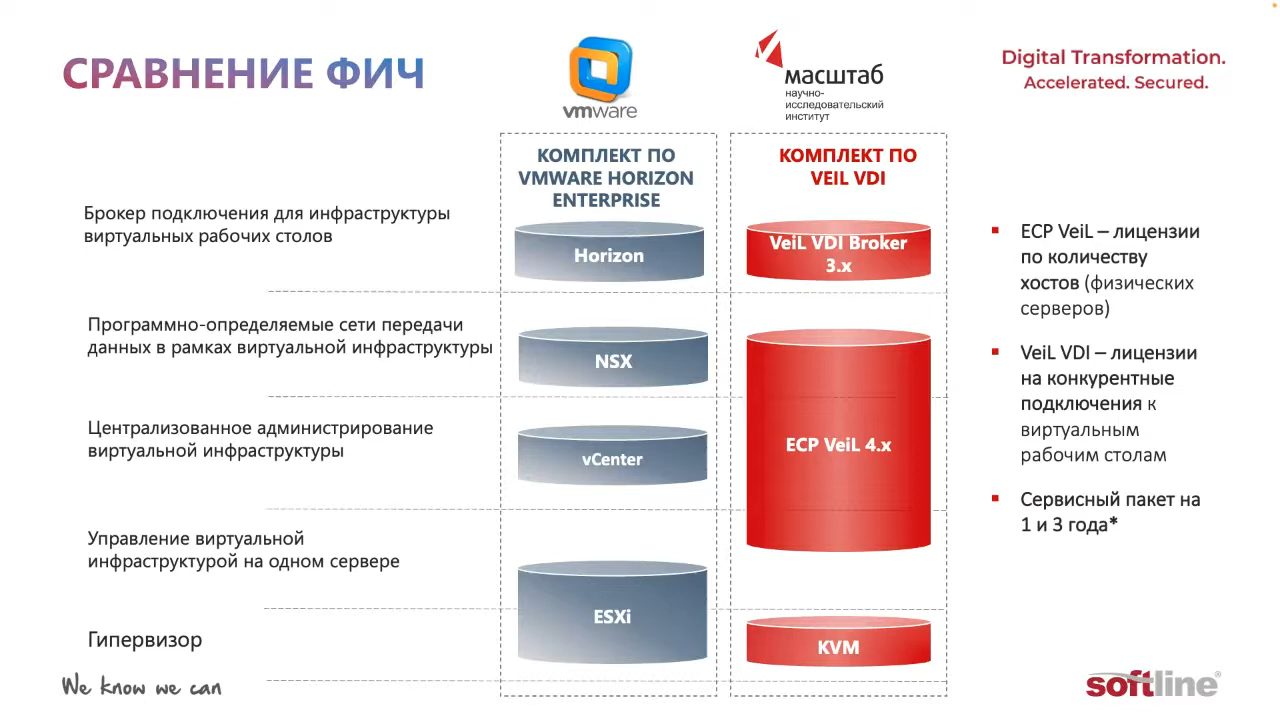 СРАВНЕНИЕ ФИЧ
vmware
масштаб
научно-
исследовательский
институт
Digital Transformation.
Accelerated. Secured.
КОМПЛЕКТ ПО
VMWARE HORIZON
ENTERPRISE
КОМПЛЕКТ ПО
VEIL VDI
Брокер подключения для инфраструктуры
виртуальных рабочих столов
Horizon
VeiL VDI Broker
3.x
Программно-определяемые сети передачи
данных в рамках виртуальной инфраструктуры
NSX
Централизованное администрирование
виртуальной инфраструктуры
vCenter
ECP VeiL 4.x
Управление виртуальной
инфраструктурой на одном сервере
ESXi
Гипервизор
KVM
ECP VeiL – лицензии
по количеству
хостов (физических
серверов)
VeiL VDI – лицензии
на конкурентные
подключения к
виртуальным
рабочим столам
Сервисный пакет на
1 и 3 года*
We know we can
softline®